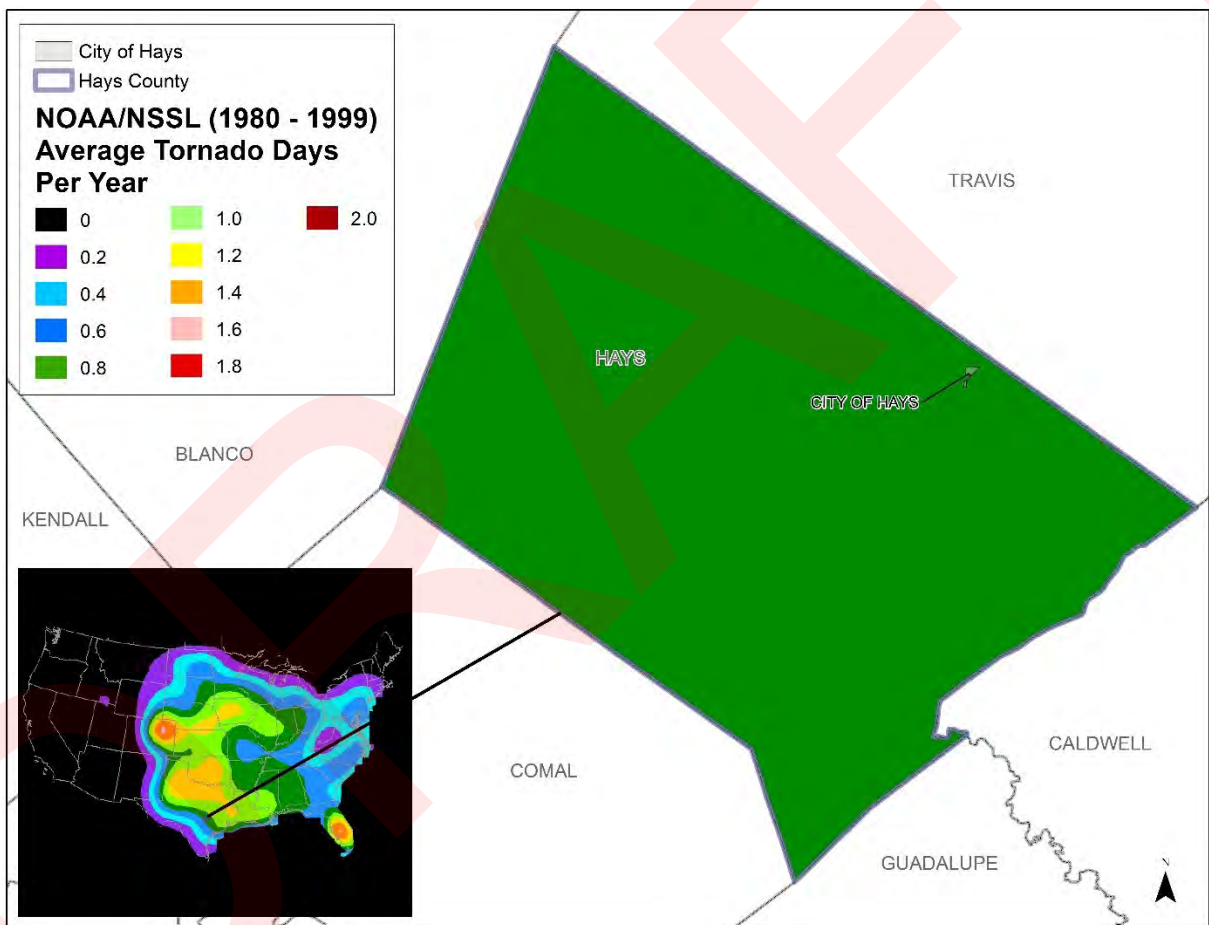 City of Hays
Hays County
NOAA/NSSL (1980 - 1999)
Average Tornado Days
Per Year
0
0.2
0.4
0.6
0.8
1.0
1.2
1.4
1.6
1.8
2.0
TRAVIS
HAYS
CITY OF HAYS
BLANCO
KENDALL
COMAL
CALDWELL
GUADALUPE
N
DRAFT